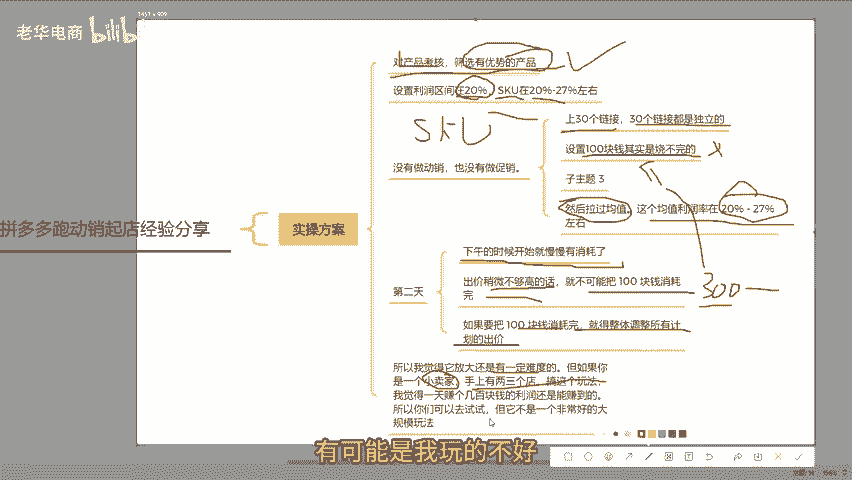 1457 x 909
老华电商 bilibili
对产品考核，筛选有优势的产品
设置利润区间在20%，SKU在20%-27%左右
SKU
上30个链接，30个链接都是独立的
设置100块钱其实是烧不完的
没有做动销，也没有做促销。
子主题 3
然后拉过均值，这个均值利润率在 20% - 27%
左右
拼多多跑动销起店经验分享
实操方案
下午的时候开始就慢慢有消耗了
第二天
出价稍微不够高的话，就不可能把 100 块钱消耗
完
300
如果要把 100 块钱消耗完，就得整体调整所有计
划的出价
所以我觉得它放大还是有一定难度的。但如果你
是一个小卖家，手上有两三个店，搞这个玩法，
我觉得一天赚个几百块钱的利润还是能赚到的。
所以你们可以去试试，但它不是一个非常好的大
规模玩法
有可能是我玩的不好